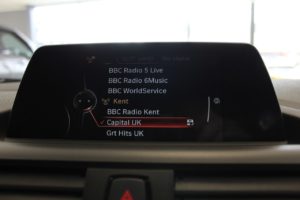 BBC Radio 5 Live
BBC Radio 6Music
BBC WorldService
Kent
BBC Radio Kent
Capital UK
Grt Hits UK